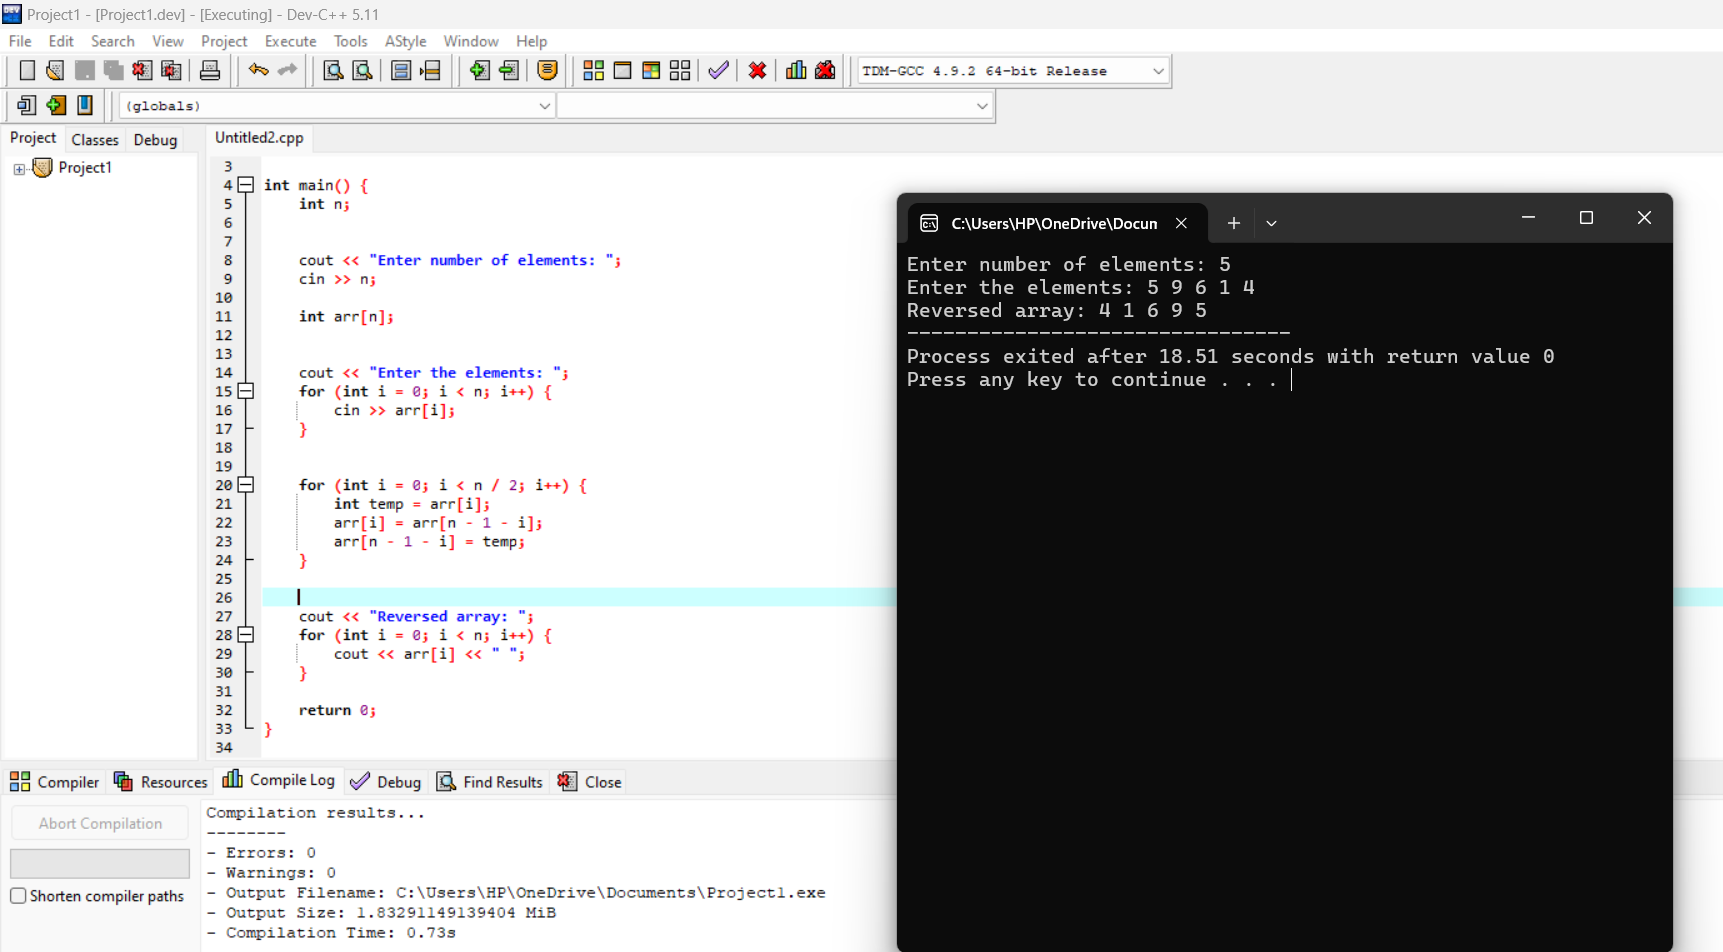 Project1 - [Project1.dev] - [Executing] - Dev-C++ 5.11
File Edit Search View Project Execute Tools AStyle Window Help
TDM-GCC 4.9.2 64-bit Release
(globals)
Project Classes Debug
Project1
Untitled2.cpp
3
4 int main() {
5 int n;
6
7
8 cout << "Enter number of elements: ";
9 cin >> n;
10
11 int arr[n];
12
13
14 cout << "Enter the elements: ";
15 for (int i = 0; i < n; i++) {
16 cin >> arr[i];
17 }
18
19
20 for (int i = 0; i < n / 2; i++) {
21 int temp = arr[i];
22 arr[i] = arr[n - 1 - i];
23 arr[n - 1 - i] = temp;
24 }
25
26
27 cout << "Reversed array: ";
28 for (int i = 0; i < n; i++) {
29 cout << arr[i] << " ";
30 }
31
32 return 0;
33 }
34
C:\Users\HP\OneDrive\Docun
Enter number of elements: 5
Enter the elements: 5 9 6 1 4
Reversed array: 4 1 6 9 5
--------------------------------
Process exited after 18.51 seconds with return value 0
Press any key to continue . . .
Compiler Resources Compile Log Debug Find Results Close
Abort Compilation
Shorten compiler paths
Compilation results...
--------
- Errors: 0
- Warnings: 0
- Output Filename: C:\Users\HP\OneDrive\Documents\Project1.exe
- Output Size: 1.83291149139404 MiB
- Compilation Time: 0.73s